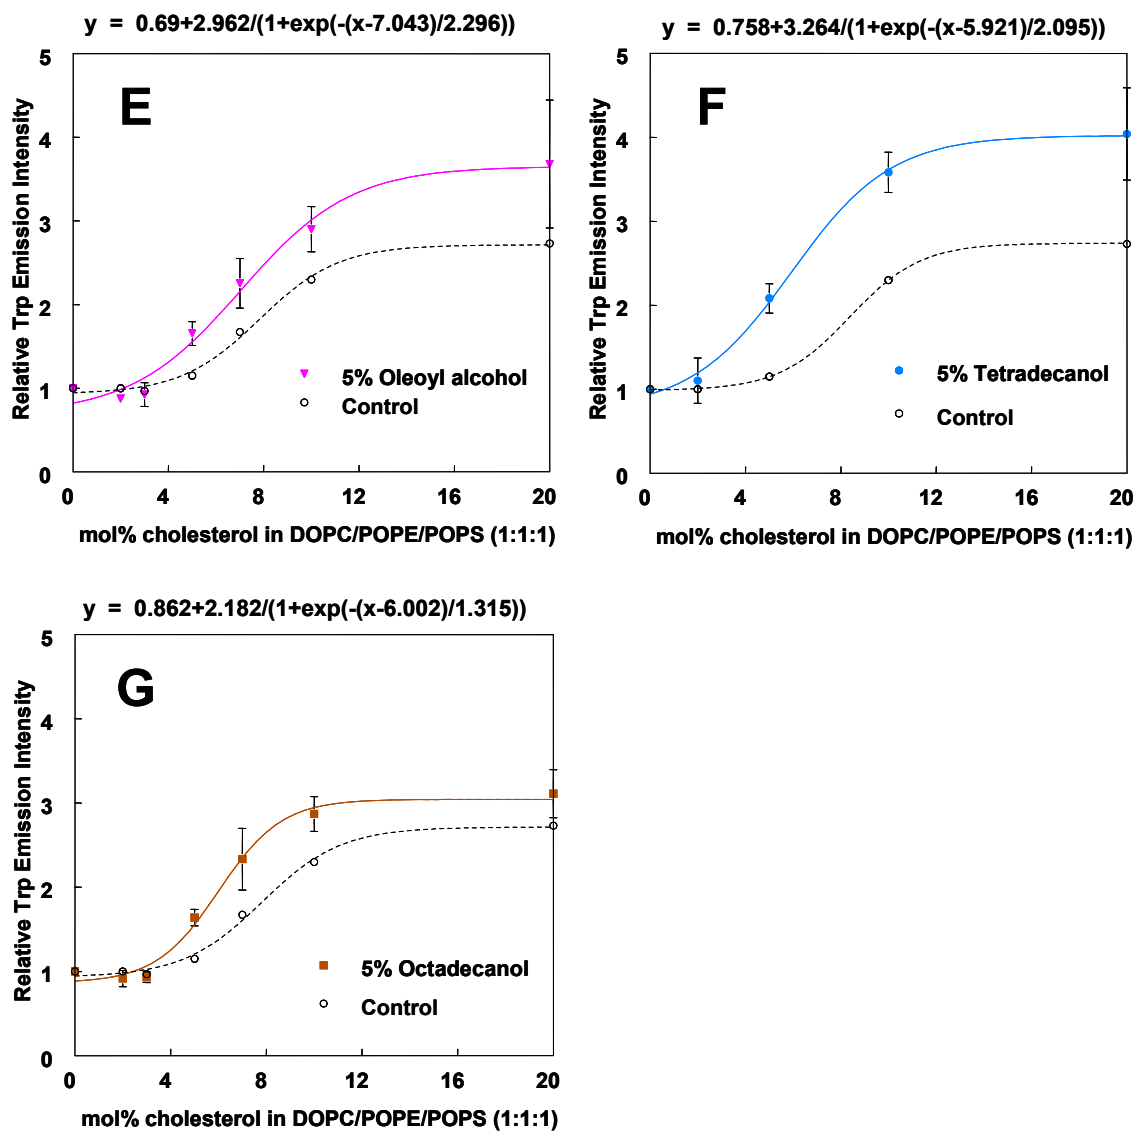 y = 0.69+2.962/(1+exp(-(x-7.043)/2.296))
E
Relative Trp Emission Intensity
5
4
3
2
1
0
5% Oleoyl alcohol
Control
0 4 8 12 16 20
mol% cholesterol in DOPC/POPE/POPS (1:1:1)
y = 0.758+3.264/(1+exp(-(x-5.921)/2.095))
F
Relative Trp Emission Intensity
5
4
3
2
1
0
5% Tetradecanol
Control
0 4 8 12 16 20
mol% cholesterol in DOPC/POPE/POPS (1:1:1)
y = 0.862+2.182/(1+exp(-(x-6.002)/1.315))
G
Relative Trp Emission Intensity
5
4
3
2
1
0
5% Octadecanol
Control
0 4 8 12 16 20
mol% cholesterol in DOPC/POPE/POPS (1:1:1)